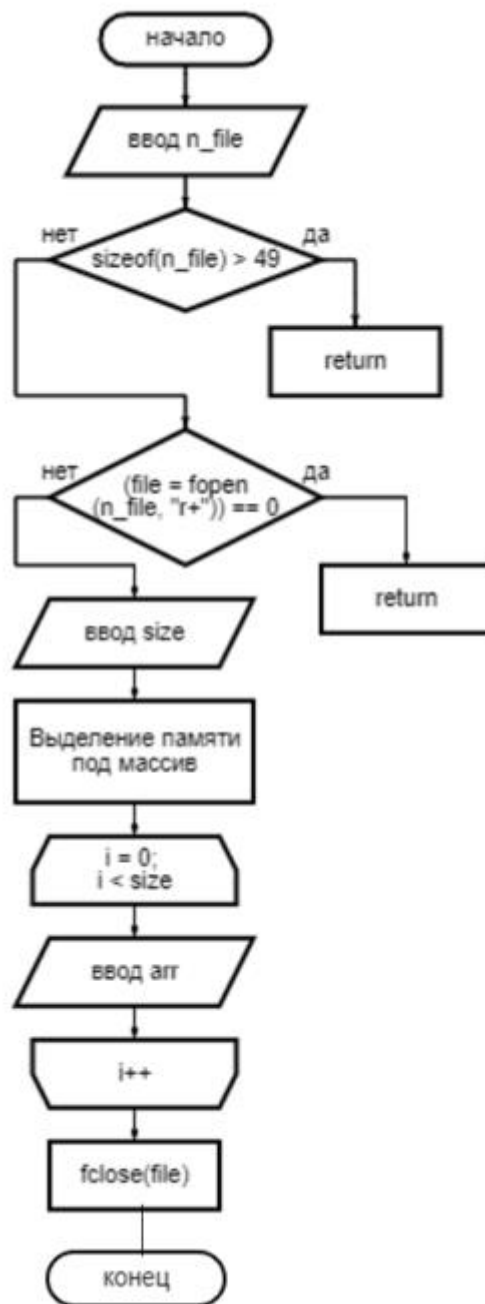 начало
ввод n_file
нет
да
sizeof(n_file) > 49
return
нет
да
(file = fopen
(n_file, "r+")) == 0
return
ввод size
Выделение памяти
под массив
i = 0;
i < size
ввод arr
i++
fclose(file)
конец